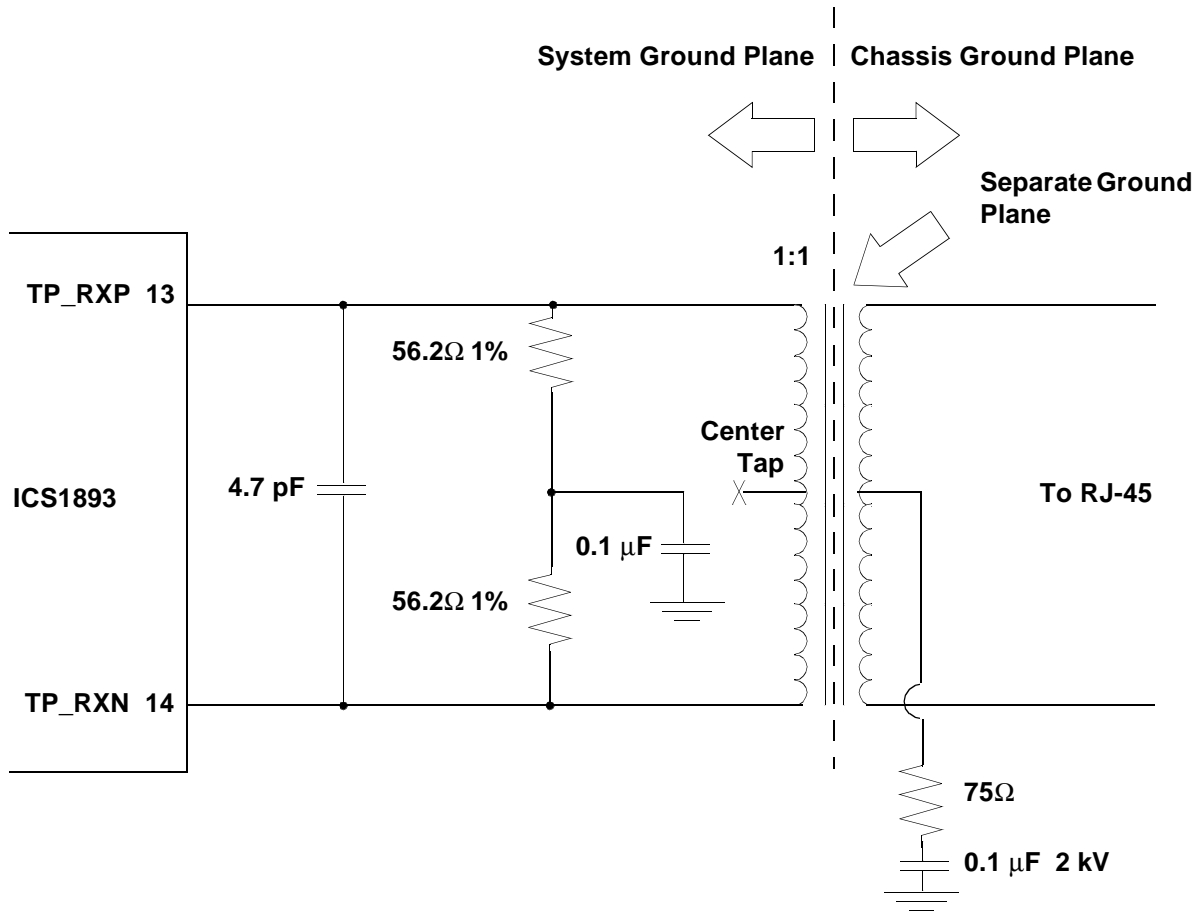 System Ground Plane
Chassis Ground Plane
Separate Ground
Plane
1:1
TP_RXP 13
56.2Ω 1%
Center
Tap
ICS1893
4.7 pF
To RJ-45
0.1 μF
56.2Ω 1%
TP_RXN 14
75Ω
0.1 μF 2 kV